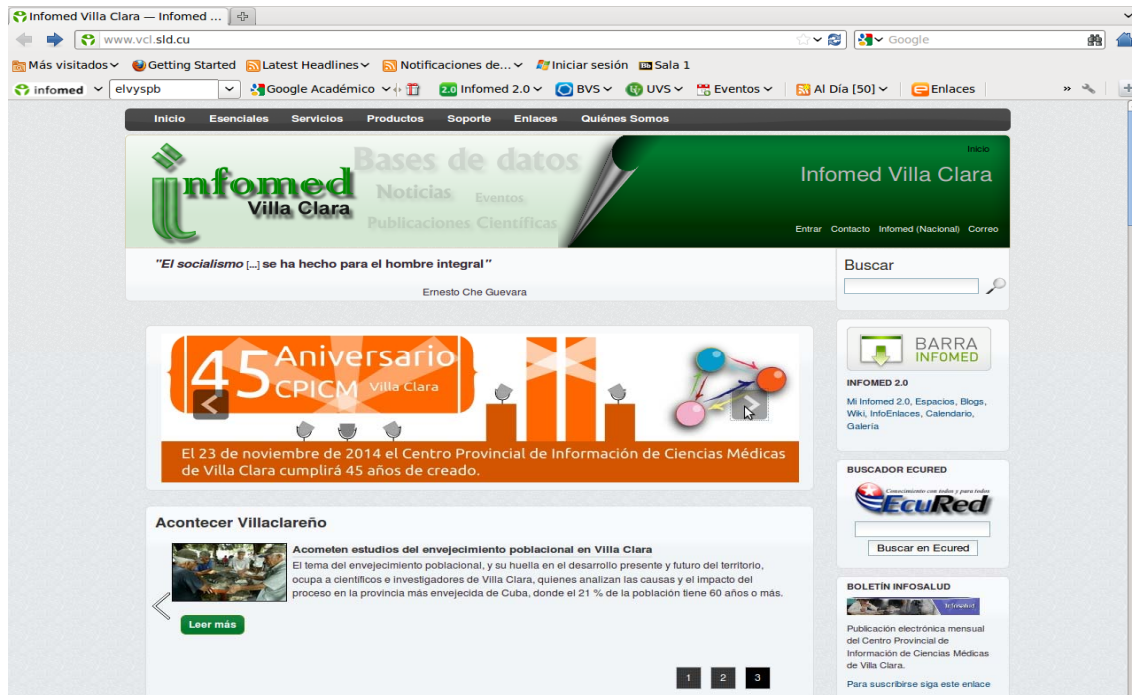 Infomed Villa Clara — Infomed ...
www.vcl.sld.cu
Google
Más visitados
Getting Started
Latest Headlines
Notificaciones de...
Iniciar sesión
Sala 1
infomed
elvyspb
Google Académico
2.0 Infomed 2.0
BVS
UVS
Eventos
Al Día [50]
Enlaces
»
Inicio Esenciales Servicios Productos Soporte Enlaces Quiénes Somos
infomed
Villa Clara
Bases de datos
Noticias Eventos
Publicaciones Científicas
Inicio
Infomed Villa Clara
Entrar Contacto Infomed (Nacional) Correo
"El socialismo [...] se ha hecho para el hombre integral"
Ernesto Che Guevara
Buscar
45 Aniversario
CPICM Villa Clara
El 23 de noviembre de 2014 el Centro Provincial de Información de Ciencias Médicas
de Villa Clara cumplirá 45 años de creado.
BARRA
INFOMED
INFOMED 2.0
Mi Infomed 2.0, Espacios, Blogs,
Wiki, InfoEnlaces, Calendario,
Galería
BUSCADOR ECURED
Conocimiento con todos y para todos
EcuRed
Buscar en Ecured
Acontecer Villaclareño
Acometen estudios del envejecimiento poblacional en Villa Clara
El tema del envejecimiento poblacional, y su huella en el desarrollo presente y futuro del territorio,
ocupa a científicos e investigadores de Villa Clara, quienes analizan las causas y el impacto del
proceso en la provincia más envejecida de Cuba, donde el 21 % de la población tiene 60 años o más.
Leer más
1 2 3
BOLETÍN INFOSALUD
Infosalud
Publicación electrónica mensual
del Centro Provincial de
Información de Ciencias Médicas
de Villa Clara.
Para suscribirse siga este enlace